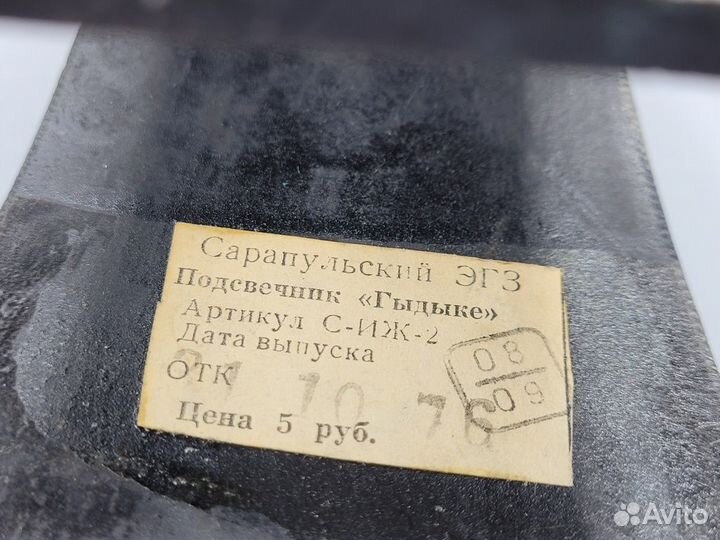 Сарапульский ЭГЗ
Подсвечник «Гыдыке»
Артикул С-ИЖ-2
Дата выпуска
ОТК
21 10 76
08
09
Цена 5 руб.
Avito